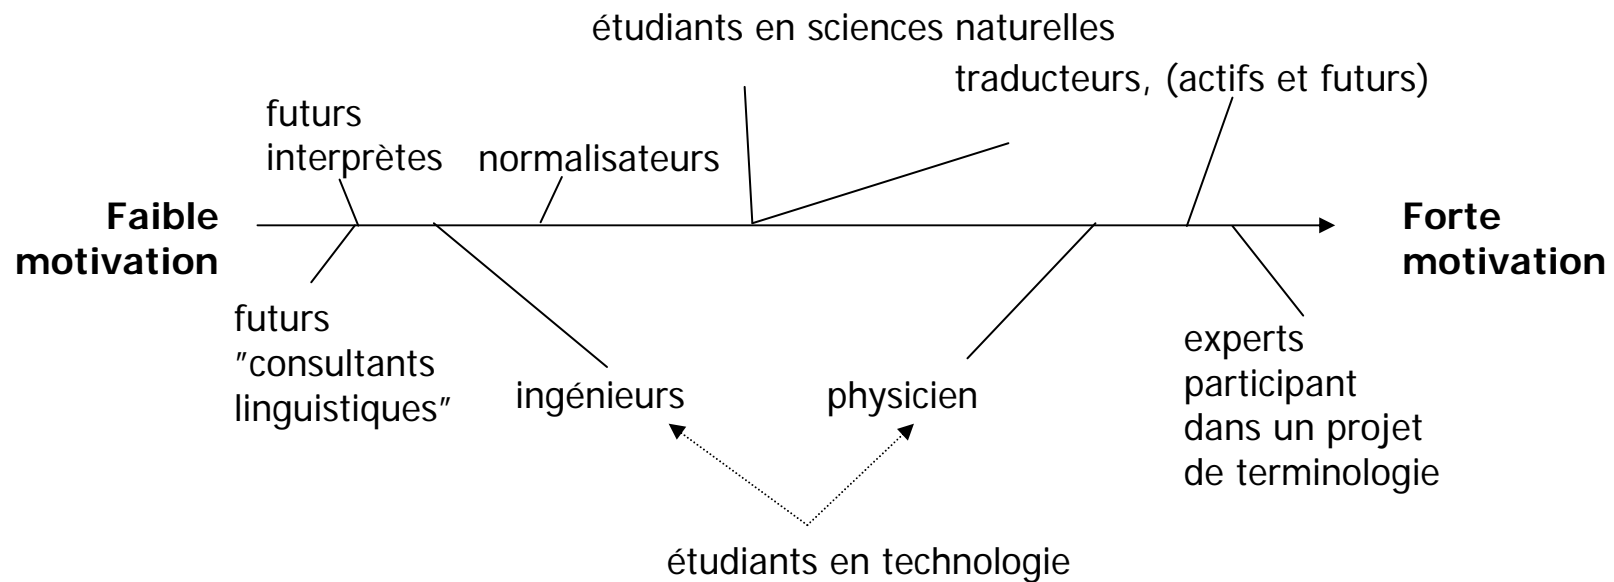 étudiants en sciences naturelles
traducteurs, (actifs et futurs)
futurs
interprètes
normalisateurs
Faible
motivation
Forte
motivation
futurs
"consultants
linguistiques"
ingénieurs
physicien
experts
participant
dans un projet
de terminologie
étudiants en technologie